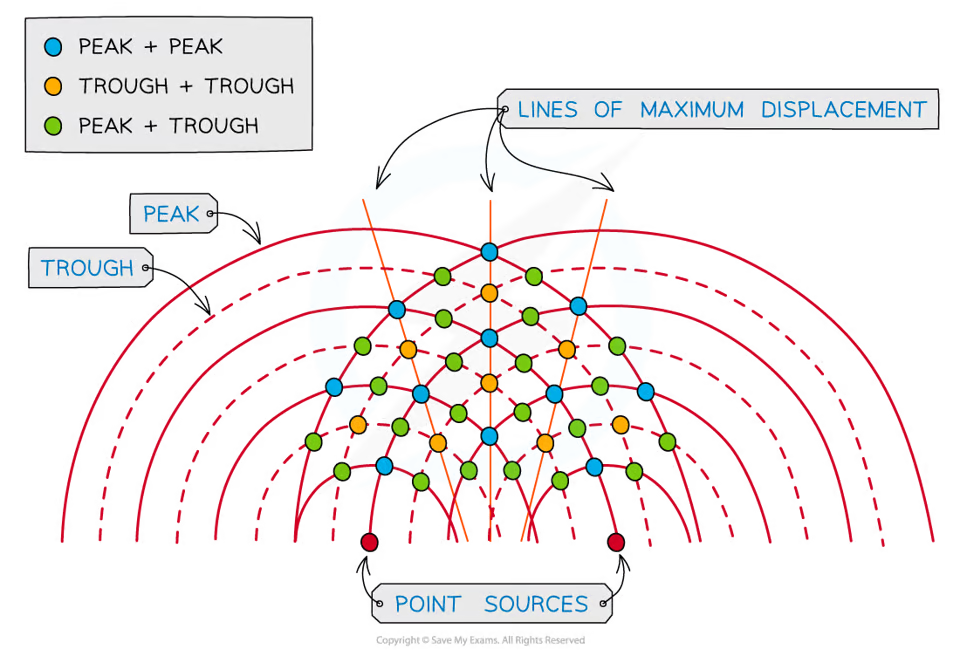 PEAK + PEAK
TROUGH + TROUGH
PEAK + TROUGH
LINES OF MAXIMUM DISPLACEMENT
PEAK
TROUGH
POINT SOURCES
Copyright © Save My Exams. All Rights Reserved